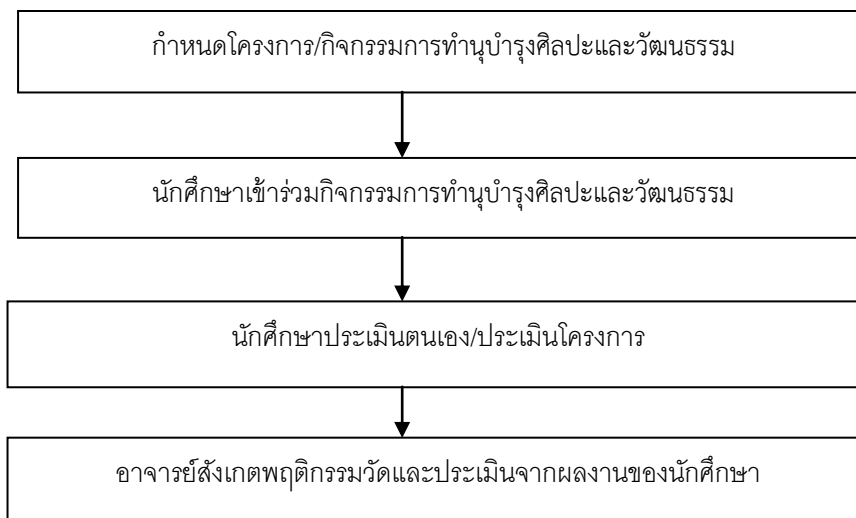 กำหนดโครงการ/กิจกรรมการทำนุบำรุงศิลปะและวัฒนธรรม
นักศึกษาเข้าร่วมกิจกรรมการทำนุบำรุงศิลปะและวัฒนธรรม
นักศึกษาประเมินตนเอง/ประเมินโครงการ
อาจารย์สังเกตพฤติกรรมวัดและประเมินจากผลงานของนักศึกษา